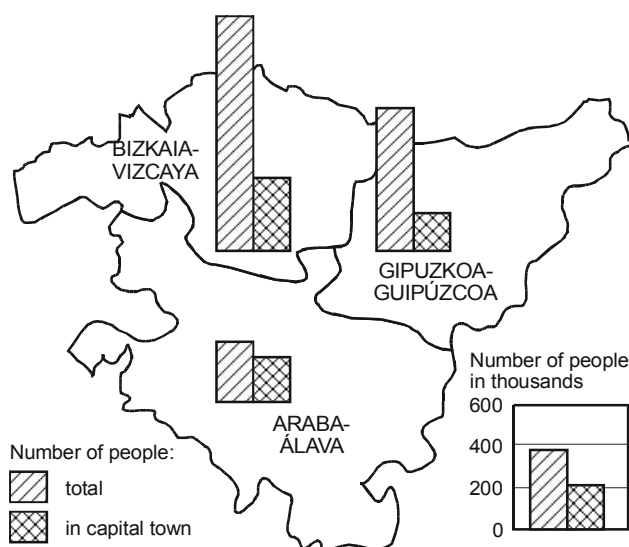 BIZKAIA-
VIZCAYA
GIPUZKOA-
GUIPÚZCOA
ARABA-
ÁLAVA
Number of people:
total
in capital town
Number of people
in thousands
600
400
200
0